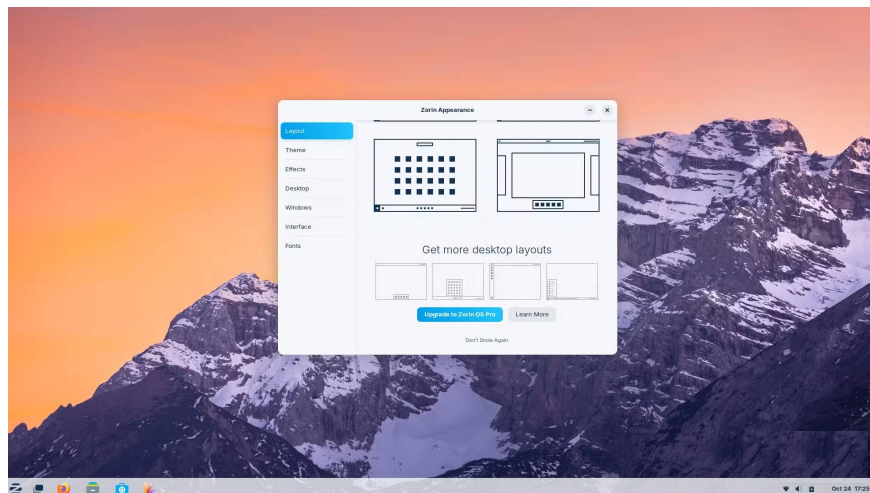 Zorin Appearance
Layout
Theme
Effects
Desktop
Windows
Interface
Fonts
Get more desktop layouts
Upgrade to Zorin OS Pro
Learn More
Don't Show Again
Oct 24 17:25